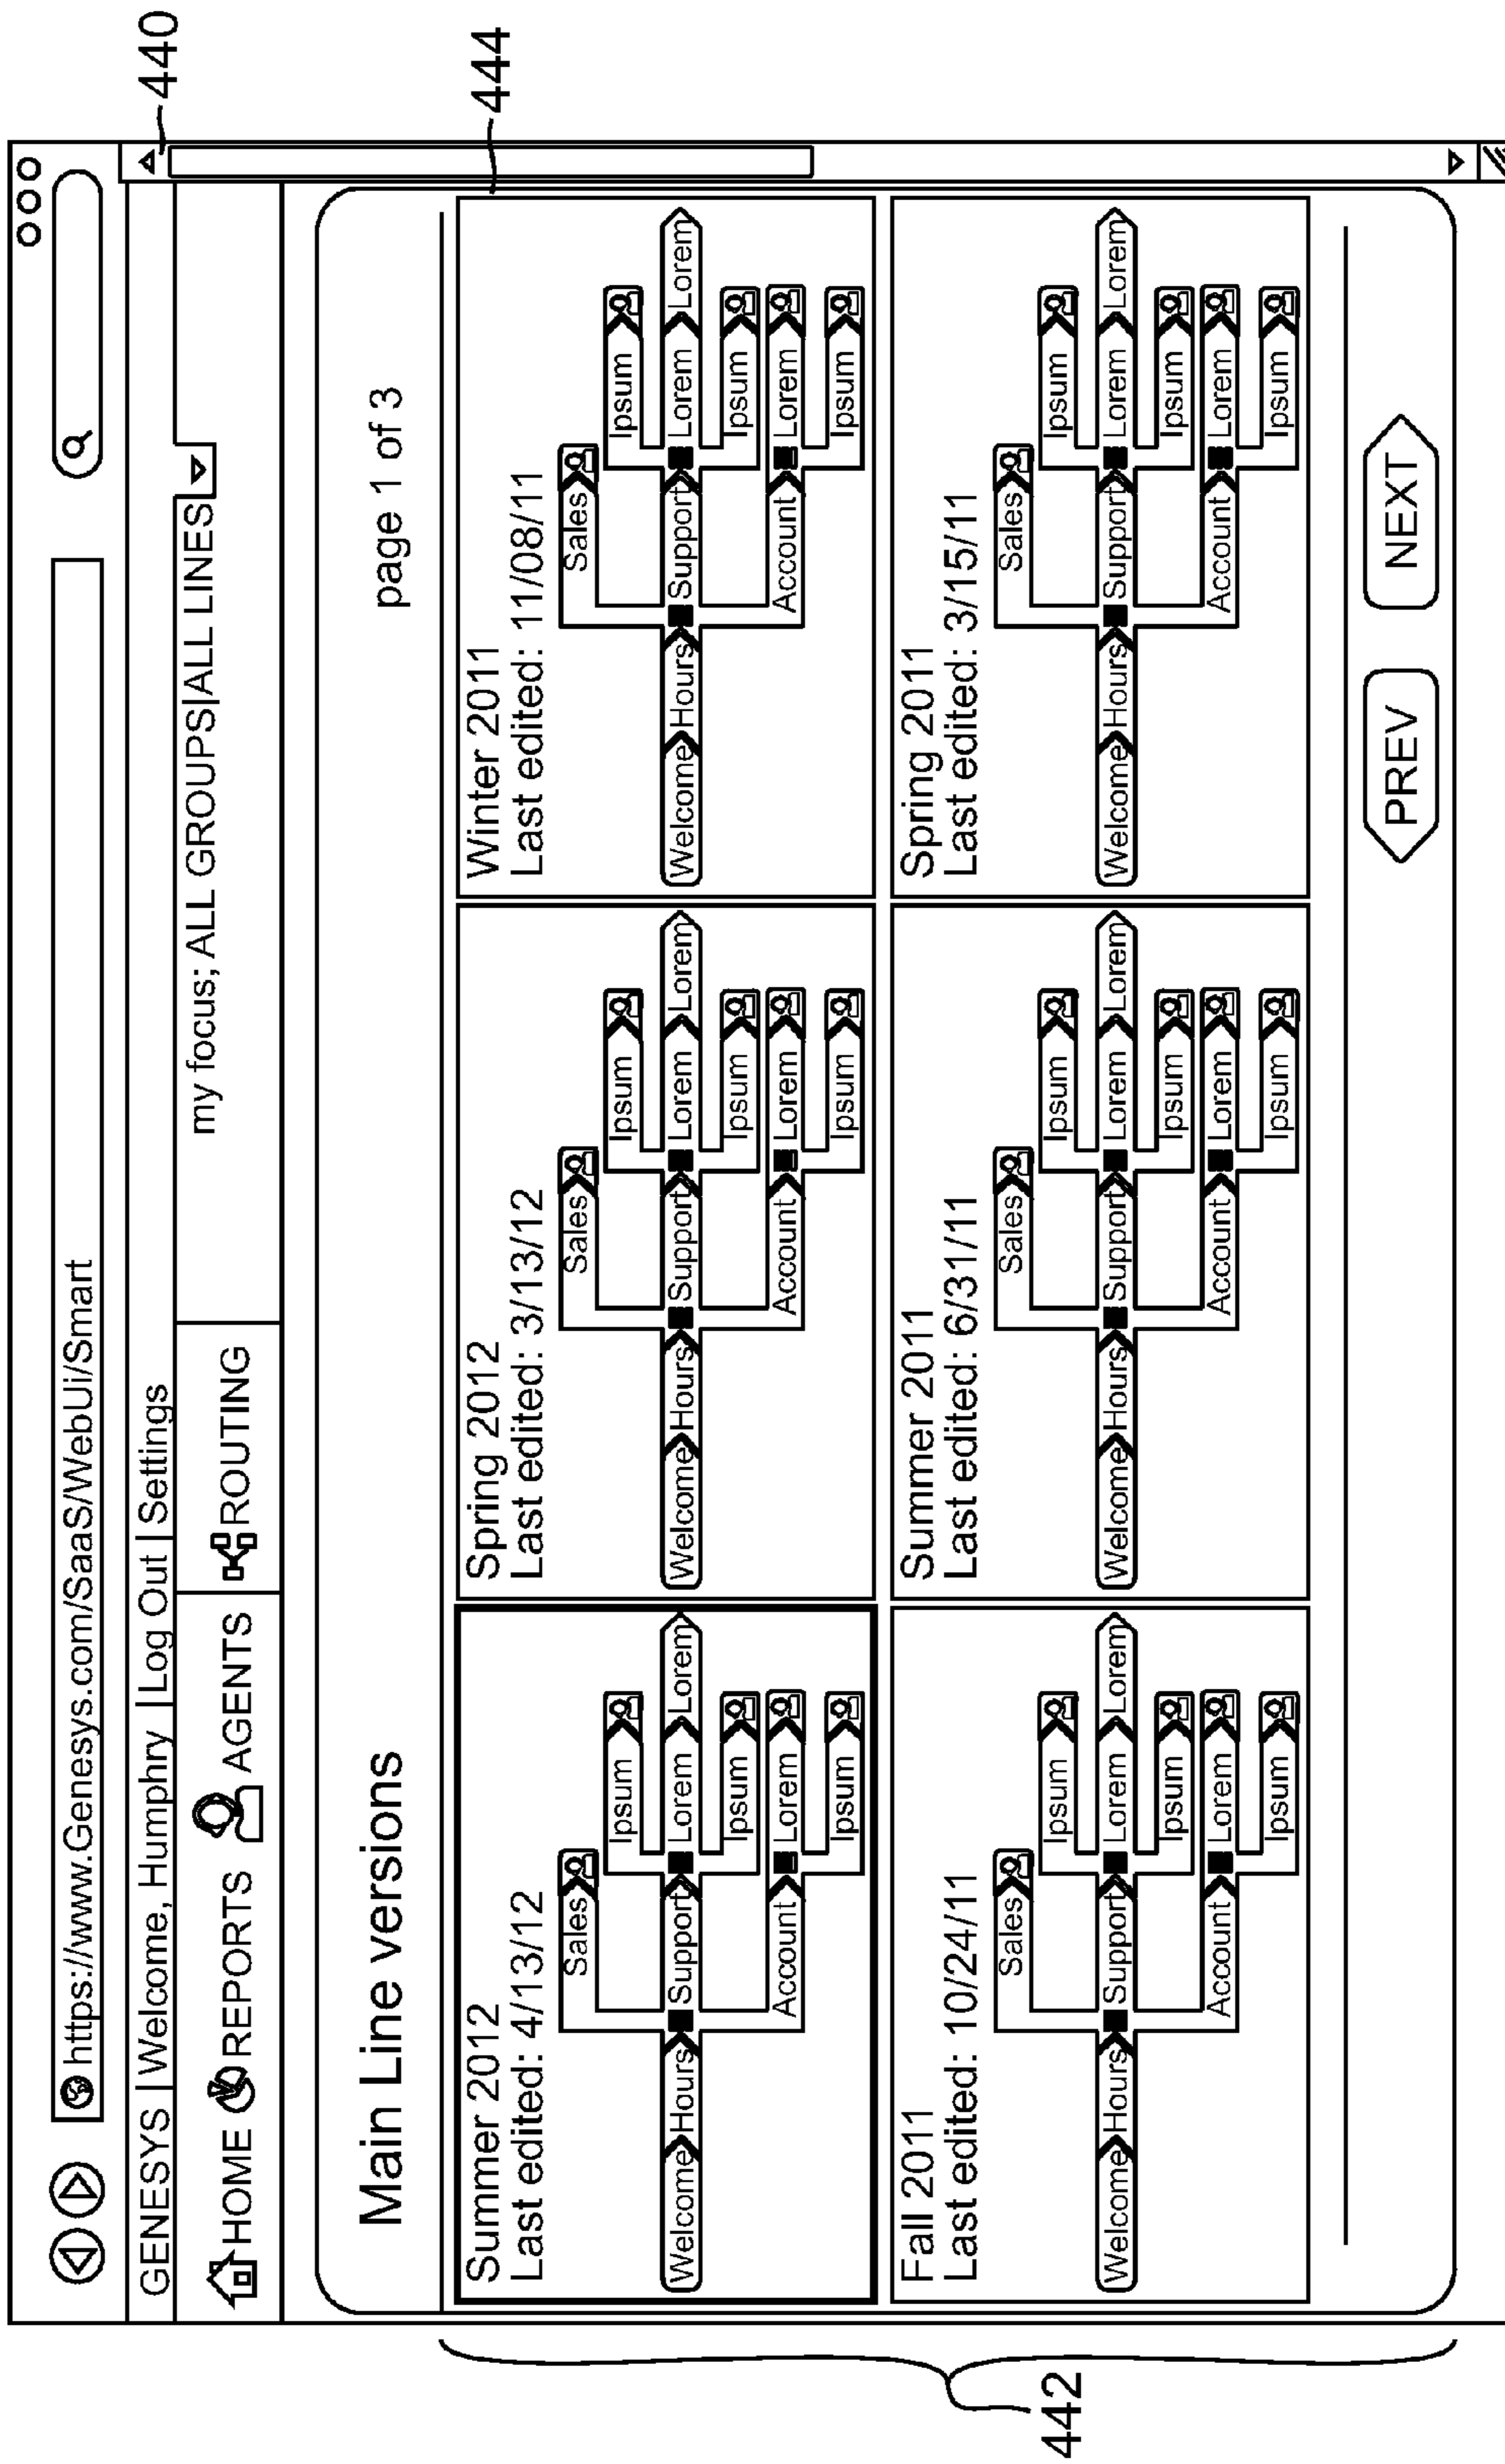 https://www.Genesys.com/SaaS/WebUi/Smart
440
GENESYS |Welcome, Humphry |Log Out |Settings
HOME REPORTS AGENTS ROUTING
my focus; ALL GROUPS|ALL LINES
Main Line versions
page 1 of 3
444
442
Summer 2012
Last edited: 4/13/12
Sales
Ipsum
Welcome Hours Support Lorem Lorem
Ipsum
Account Lorem
Ipsum
Spring 2012
Last edited: 3/13/12
Sales
Ipsum
Welcome Hours Support Lorem Lorem
Ipsum
Account Lorem
Ipsum
Winter 2011
Last edited: 11/08/11
Sales
Ipsum
Welcome Hours Support Lorem Lorem
Ipsum
Account Lorem
Ipsum
Fall 2011
Last edited: 10/24/11
Sales
Ipsum
Welcome Hours Support Lorem Lorem
Ipsum
Account Lorem
Ipsum
Summer 2011
Last edited: 6/31/11
Sales
Ipsum
Welcome Hours Support Lorem Lorem
Ipsum
Account Lorem
Ipsum
Spring 2011
Last edited: 3/15/11
Sales
Ipsum
Welcome Hours Support Lorem Lorem
Ipsum
Account Lorem
Ipsum
PREV NEXT